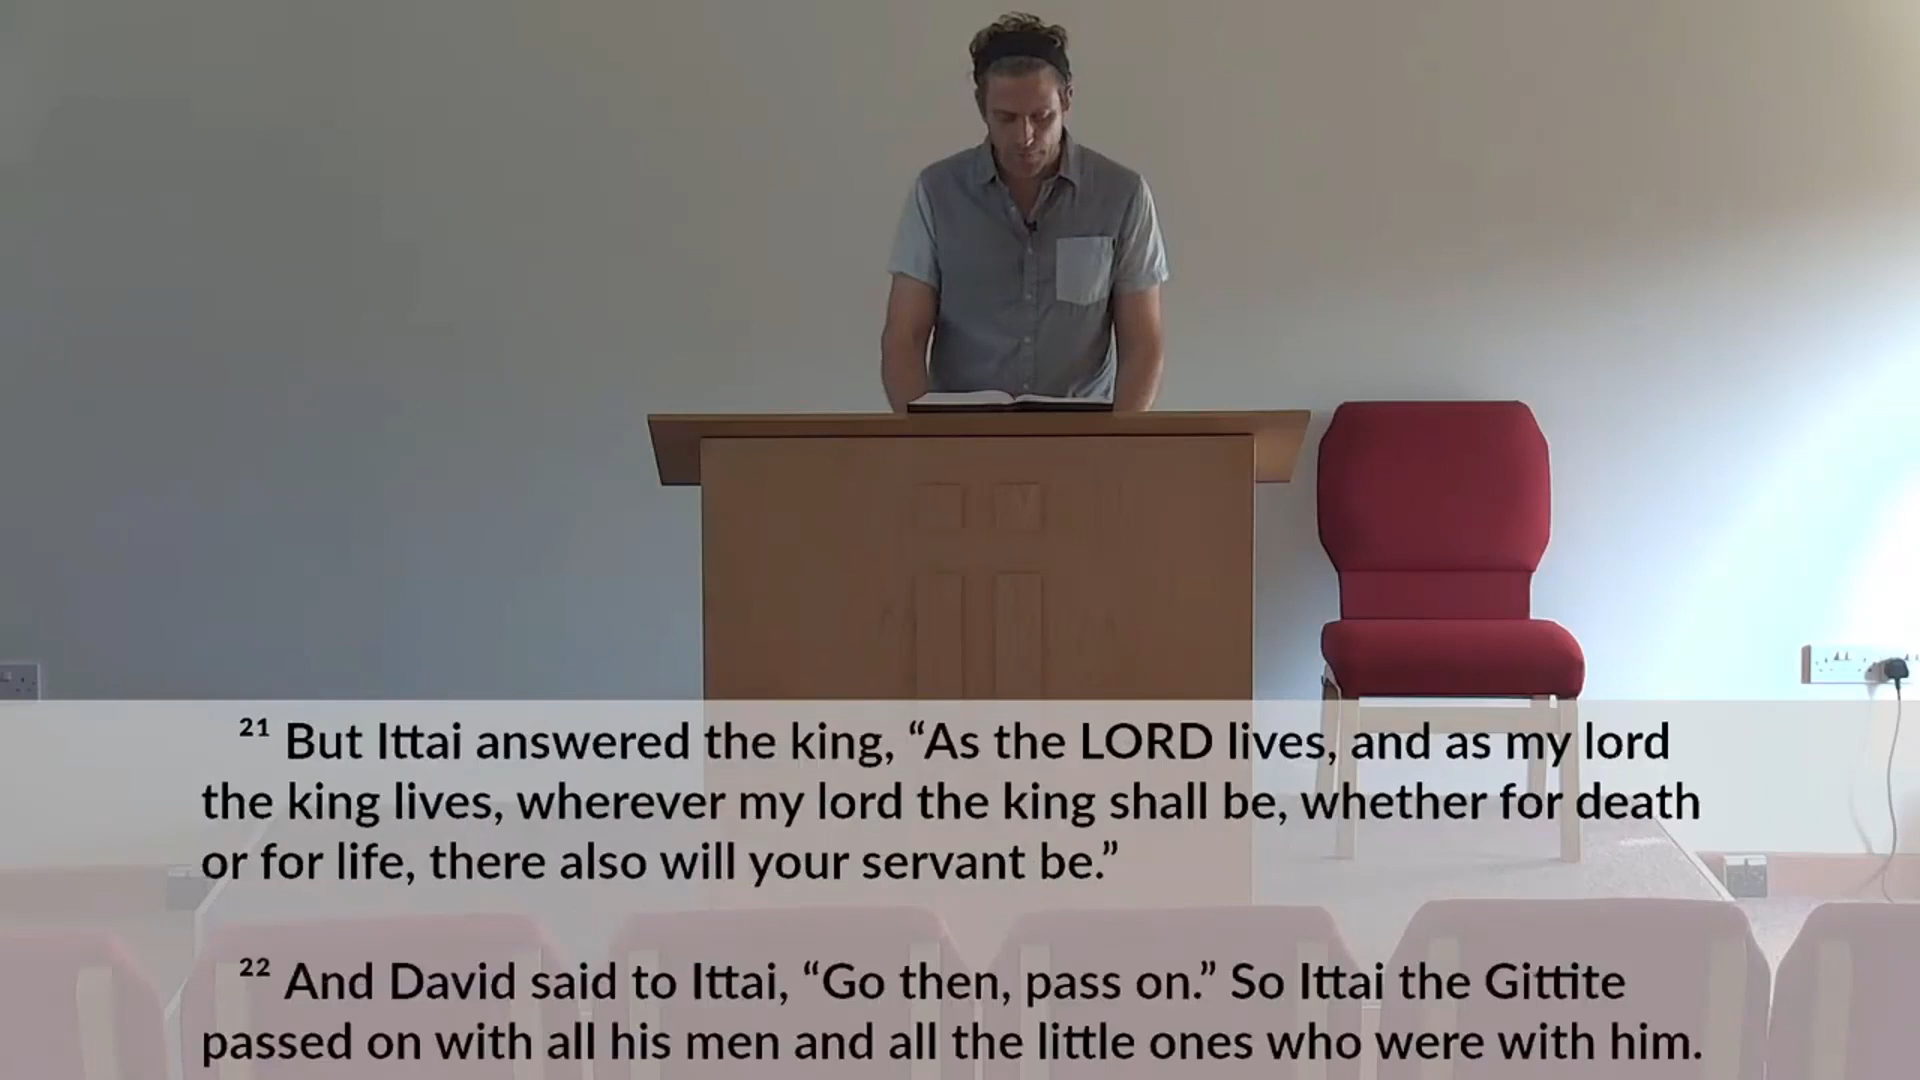 ²¹ But Ittai answered the king, “As the LORD lives, and as my lord
the king lives, wherever my lord the king shall be, whether for death
or for life, there also will your servant be.”
²² And David said to Ittai, “Go then, pass on.” So Ittai the Gittite
passed on with all his men and all the little ones who were with him.